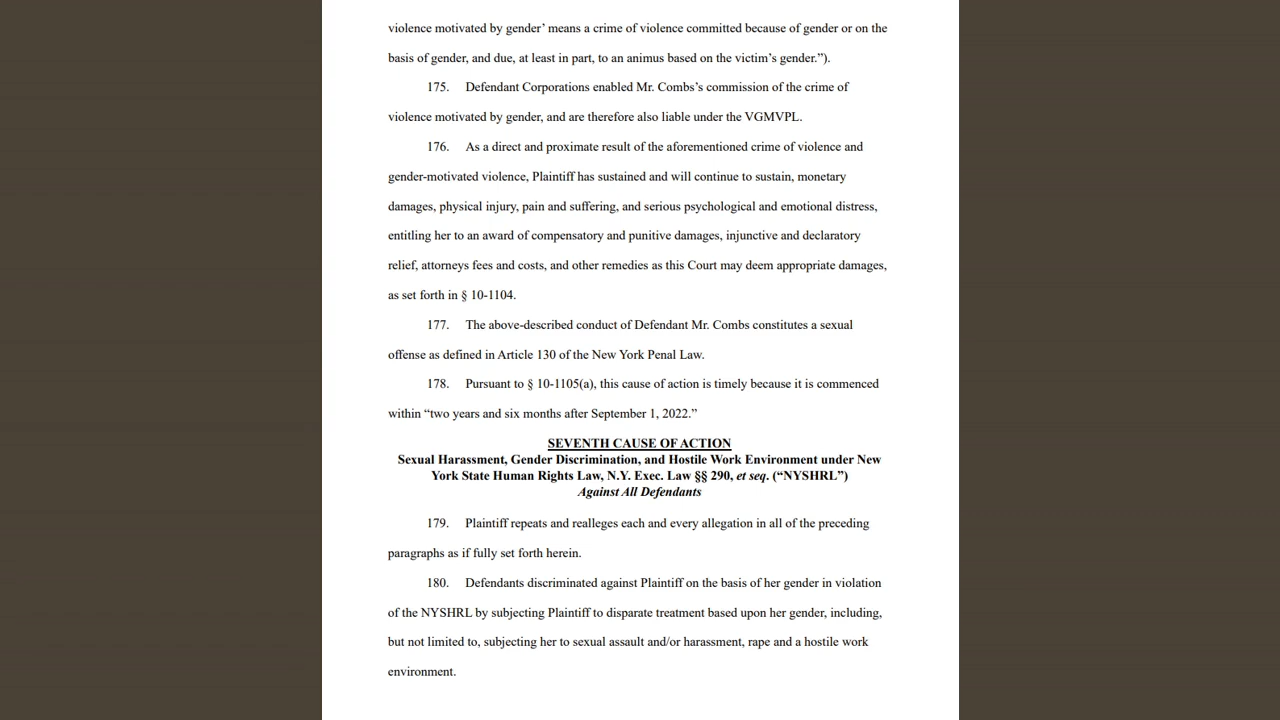 violence motivated by gender’ means a crime of violence committed because of gender or on the
basis of gender, and due, at least in part, to an animus based on the victim’s gender.”).
175. Defendant Corporations enabled Mr. Combs’s commission of the crime of
violence motivated by gender, and are therefore also liable under the VGMVPL.
176. As a direct and proximate result of the aforementioned crime of violence and
gender-motivated violence, Plaintiff has sustained and will continue to sustain, monetary
damages, physical injury, pain and suffering, and serious psychological and emotional distress,
entitling her to an award of compensatory and punitive damages, injunctive and declaratory
relief, attorneys fees and costs, and other remedies as this Court may deem appropriate damages,
as set forth in § 10-1104.
177. The above-described conduct of Defendant Mr. Combs constitutes a sexual
offense as defined in Article 130 of the New York Penal Law.
178. Pursuant to § 10-1105(a), this cause of action is timely because it is commenced
within “two years and six months after September 1, 2022.”
SEVENTH CAUSE OF ACTION
Sexual Harassment, Gender Discrimination, and Hostile Work Environment under New
York State Human Rights Law, N.Y. Exec. Law §§ 290, et seq. (“NYSHRL”)
Against All Defendants
179. Plaintiff repeats and realleges each and every allegation in all of the preceding
paragraphs as if fully set forth herein.
180. Defendants discriminated against Plaintiff on the basis of her gender in violation
of the NYSHRL by subjecting Plaintiff to disparate treatment based upon her gender, including,
but not limited to, subjecting her to sexual assault and/or harassment, rape and a hostile work
environment.